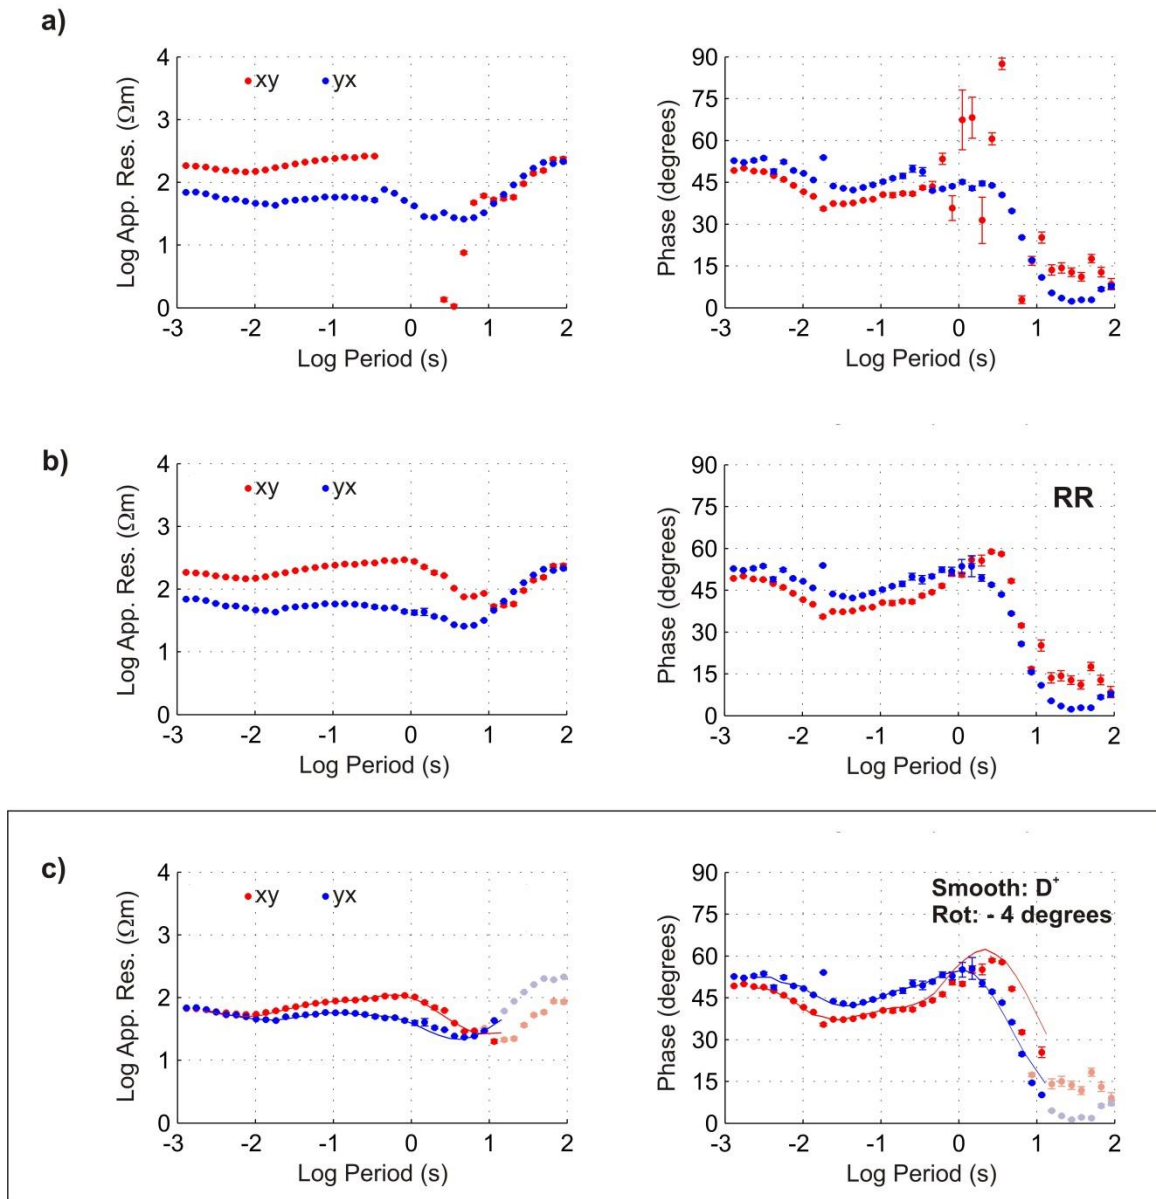 a)
4
3
2
1
0
-3 -2 -1 0 1 2
Log App. Res. (Ωm)
Log Period (s)
xy yx
90
75
60
45
30
15
0
-3 -2 -1 0 1 2
Phase (degrees)
Log Period (s)
b)
4
3
2
1
0
-3 -2 -1 0 1 2
Log App. Res. (Ωm)
Log Period (s)
xy yx
90
75
60
45
30
15
0
-3 -2 -1 0 1 2
Phase (degrees)
Log Period (s)
RR
c)
4
3
2
1
0
-3 -2 -1 0 1 2
Log App. Res. (Ωm)
Log Period (s)
xy yx
90
75
60
45
30
15
0
-3 -2 -1 0 1 2
Phase (degrees)
Log Period (s)
Smooth: D⁺
Rot: - 4 degrees